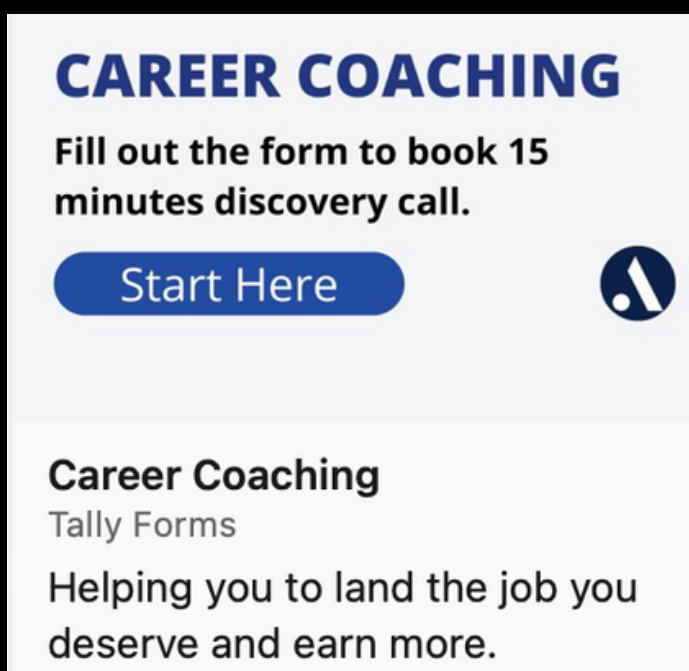 CAREER COACHING
Fill out the form to book 15
minutes discovery call.
Start Here
Career Coaching
Tally Forms
Helping you to land the job you
deserve and earn more.